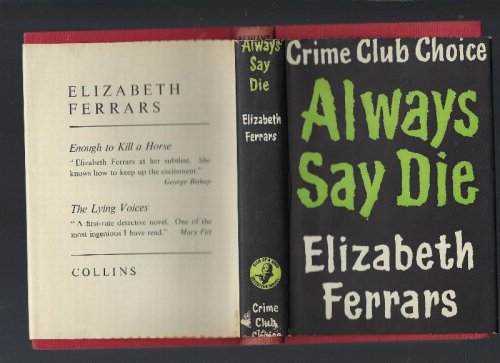 ELIZABETH
FERRARS
Enough to Kill a Horse
"Elizabeth Ferrars at her subtlest. She
knows how to keep up the excitement."
George Bishop
The Lying Voices
"A first-rate detective novel. One of the
most ingenious I have read." Mary Fitt
COLLINS
Always
Say
Die
Elizabeth
Ferrars
Crime
Club
Choice
Crime Club Choice
Always
Say Die
Elizabeth
Ferrars